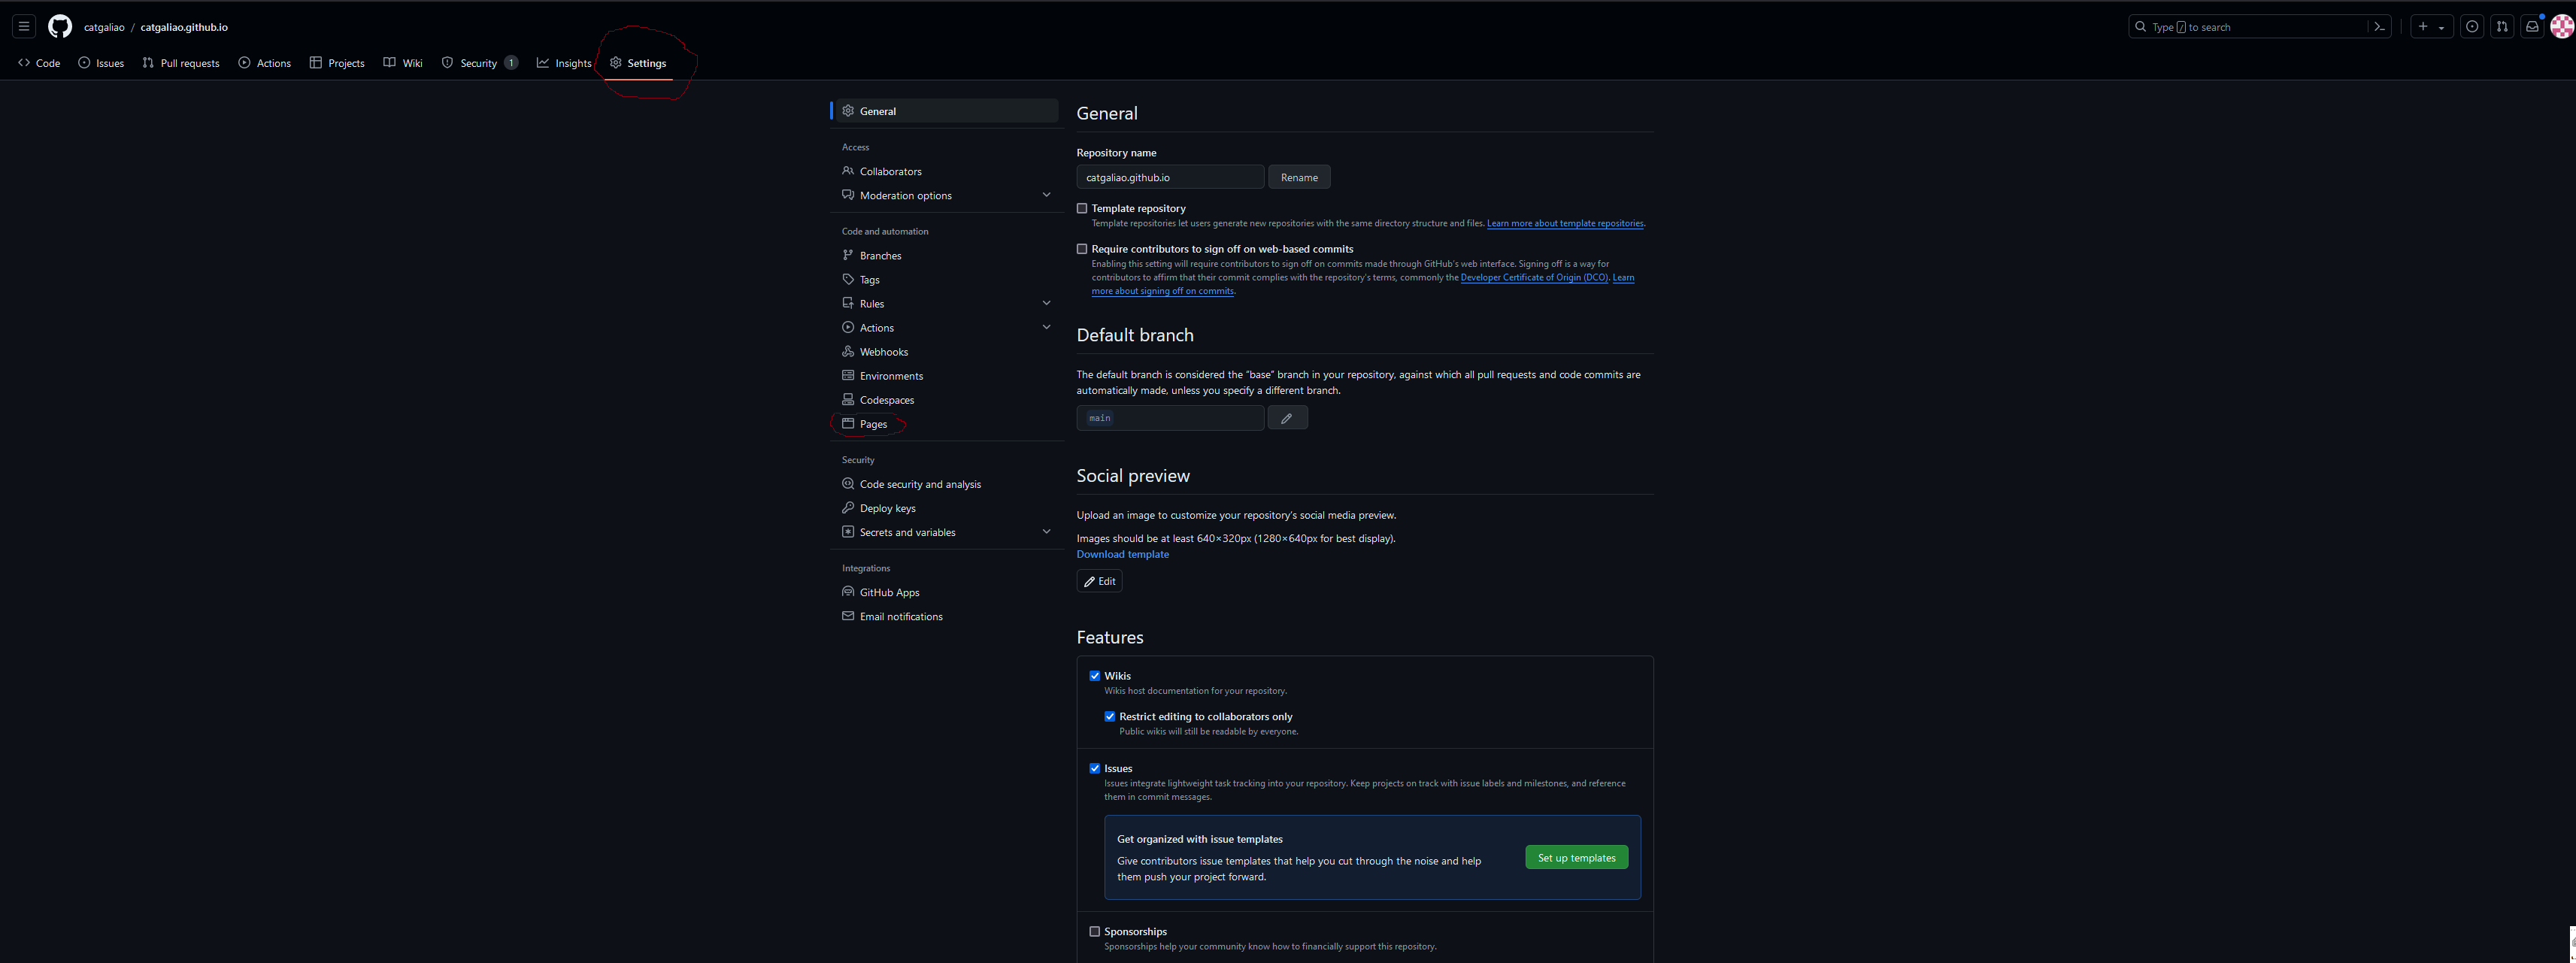 catgaliao / catgaliao.github.io
Type / to search
Code Issues Pull requests Actions Projects Wiki Security 1 Insights Settings
General
Access
Collaborators
Moderation options
Code and automation
Branches
Tags
Rules
Actions
Webhooks
Environments
Codespaces
Pages
Security
Code security and analysis
Deploy keys
Secrets and variables
Integrations
GitHub Apps
Email notifications
General
Repository name
catgaliao.github.io Rename
Template repository
Template repositories let users generate new repositories with the same directory structure and files. Learn more about template repositories.
Require contributors to sign off on web-based commits
Enabling this setting will require contributors to sign off on commits made through GitHub's web interface. Signing off is a way for
contributors to affirm that their commit complies with the repository's terms, commonly the Developer Certificate of Origin (DCO). Learn
more about signing off on commits.
Default branch
The default branch is considered the "base" branch in your repository, against which all pull requests and code commits are
automatically made, unless you specify a different branch.
main
Social preview
Upload an image to customize your repository's social media preview.
Images should be at least 640×320px (1280×640px for best display).
Download template
Edit
Features
Wikis
Wikis host documentation for your repository.
Restrict editing to collaborators only
Public wikis will still be readable by everyone.
Issues
Issues integrate lightweight task tracking into your repository. Keep projects on track with issue labels and milestones, and reference
them in commit messages.
Get organized with issue templates
Give contributors issue templates that help you cut through the noise and help
them push your project forward.
Set up templates
Sponsorships
Sponsorships help your community know how to financially support this repository.